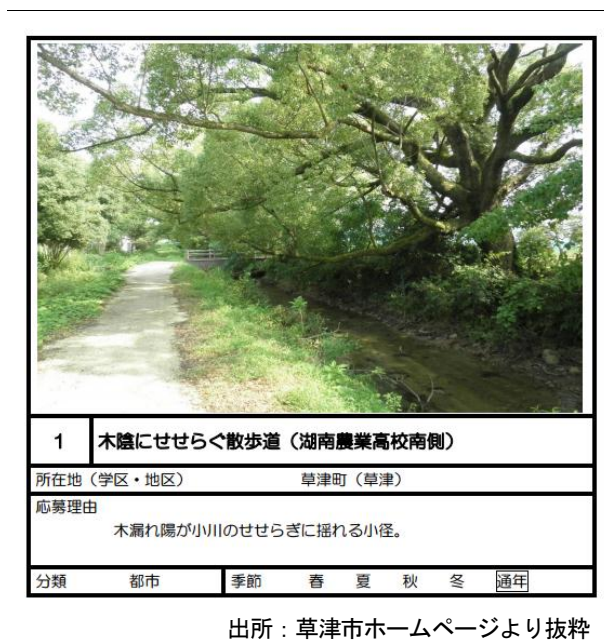 1 木陰にせせらぐ散歩道（湖南農業高校南側）
所在地（学区・地区） 草津町（草津）
応募理由
木漏れ陽が小川のせせらぎに揺れる小径。
分類 都市 季節 春 夏 秋 冬 通年
出所：草津市ホームページより抜粋